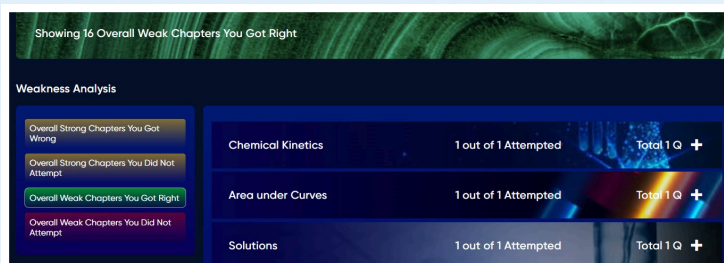 Showing 16 Overall Weak Chapters You Got Right
Weakness Analysis
Overall Strong Chapters You Got
Wrong
Overall Strong Chapters You Did Not
Attempt
Overall Weak Chapters You Got Right
Overall Weak Chapters You Did Not
Attempt
Chemical Kinetics 1 out of 1 Attempted Total 1 Q +
Area under Curves 1 out of 1 Attempted Total 1 Q +
Solutions 1 out of 1 Attempted Total 1 Q +